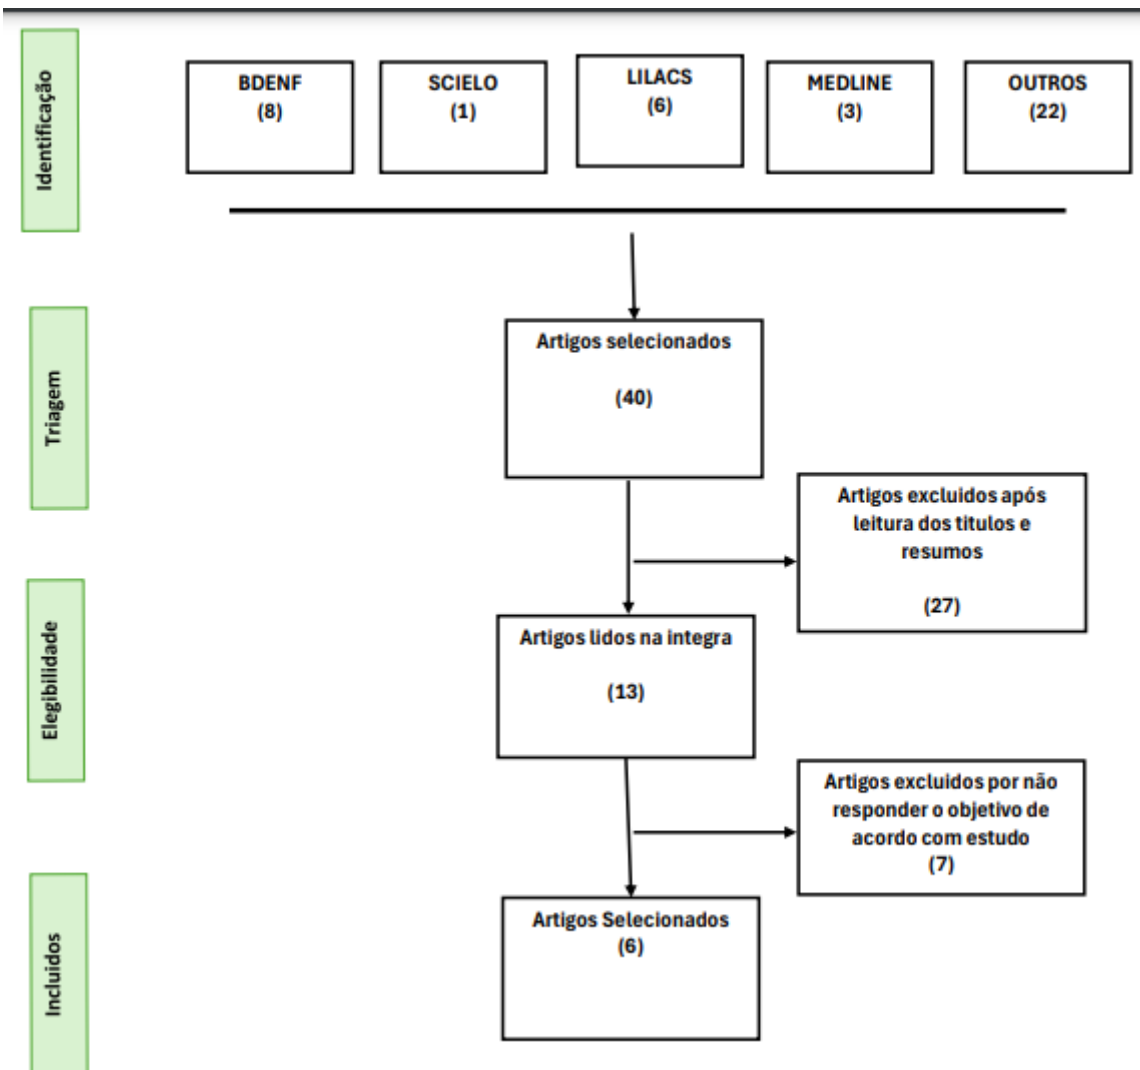 Identificação
BDENF
(8)
SCIELO
(1)
LILACS
(6)
MEDLINE
(3)
OUTROS
(22)
Triagem
Artigos selecionados
(40)
Artigos excluidos após
leitura dos titulos e
resumos
(27)
Elegibilidade
Artigos lidos na integra
(13)
Artigos excluidos por não
responder o objetivo de
acordo com estudo
(7)
Incluidos
Artigos Selecionados
(6)